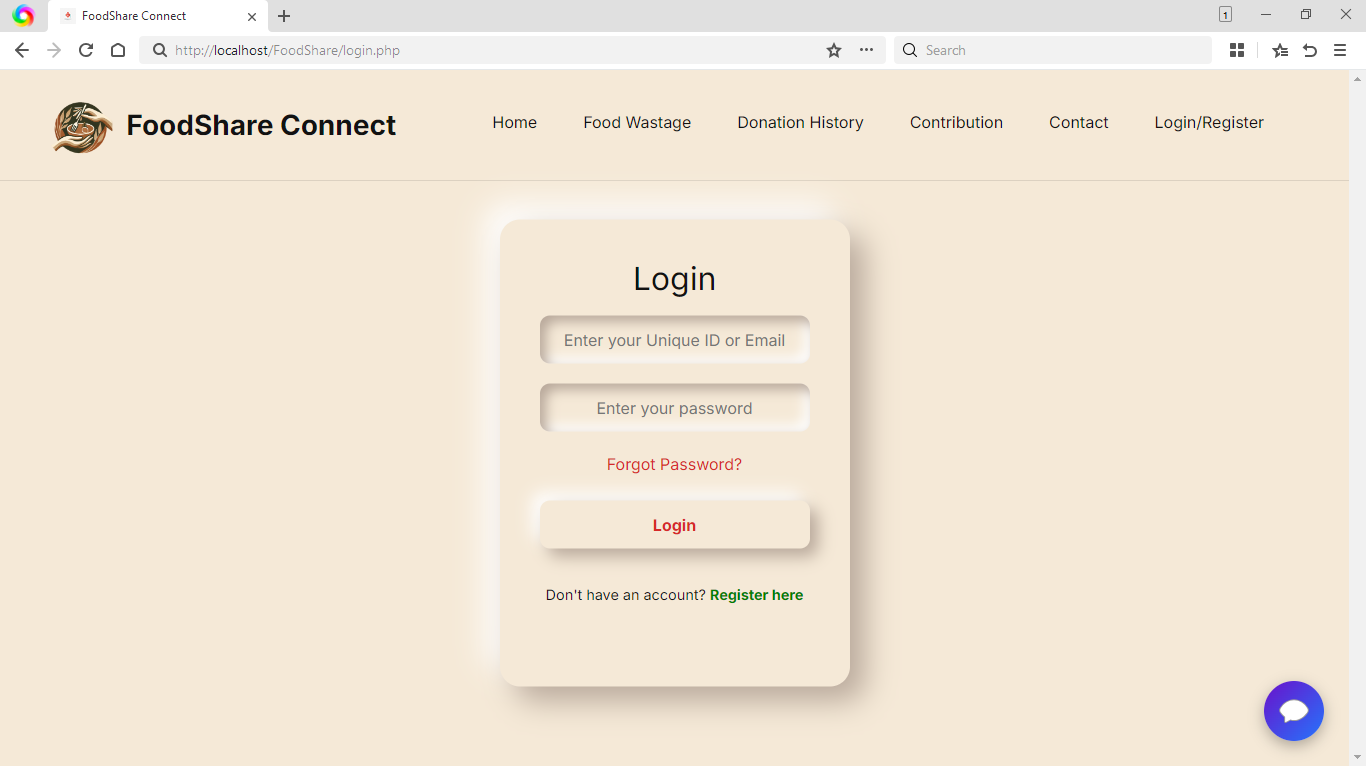 FoodShare Connect
1
http://localhost/FoodShare/login.php
Search
FoodShare Connect
Home Food Wastage Donation History Contribution Contact Login/Register
Login
Enter your Unique ID or Email
Enter your password
Forgot Password?
Login
Don't have an account? Register here